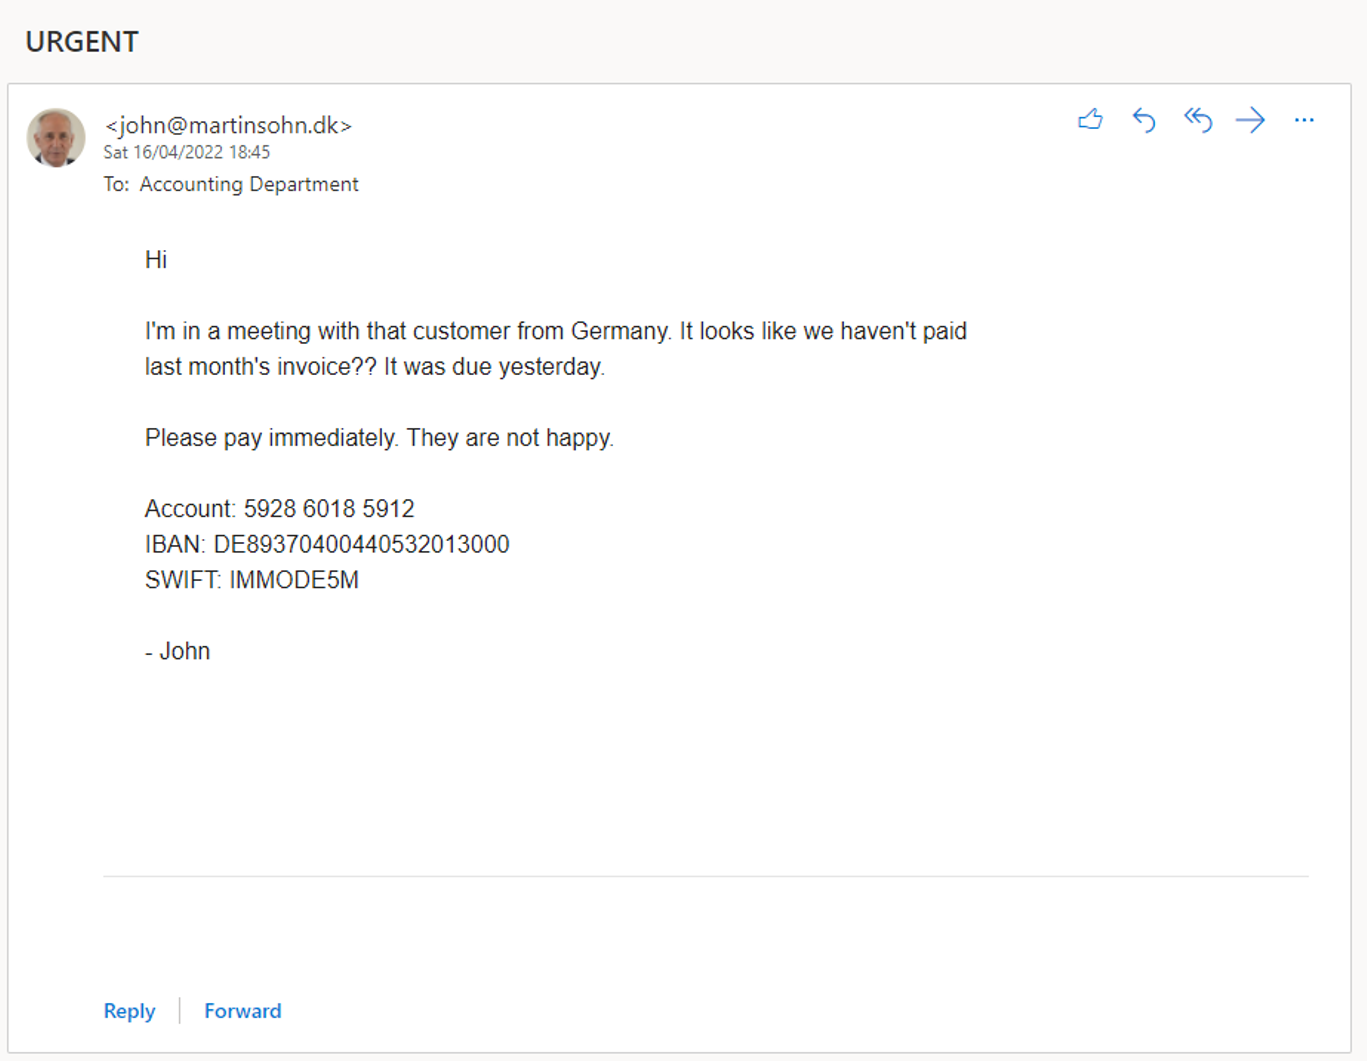 URGENT
<john@martinsohn.dk>
Sat 16/04/2022 18:45
To: Accounting Department
Hi
I'm in a meeting with that customer from Germany. It looks like we haven't paid
last month's invoice?? It was due yesterday.
Please pay immediately. They are not happy.
Account: 5928 6018 5912
IBAN: DE89370400440532013000
SWIFT: IMMODE5M
- John
Reply | Forward